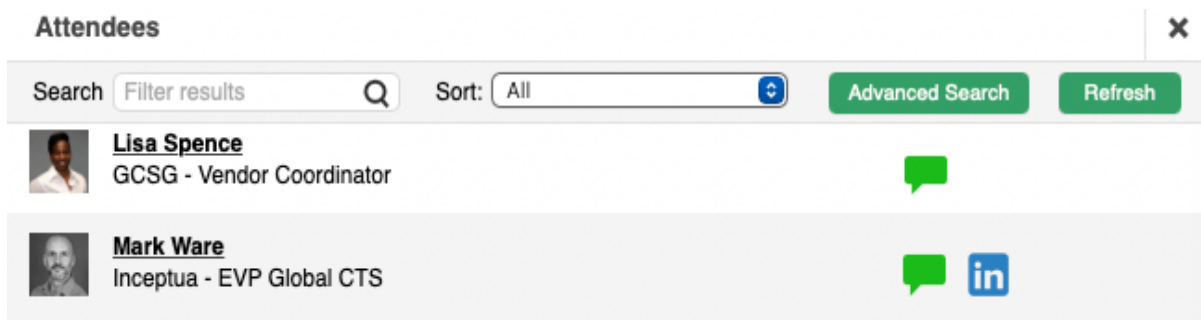 Attendees
Search Filter results Sort: All Advanced Search Refresh
Lisa Spence
GCSG - Vendor Coordinator
Mark Ware
Inceptua - EVP Global CTS
in